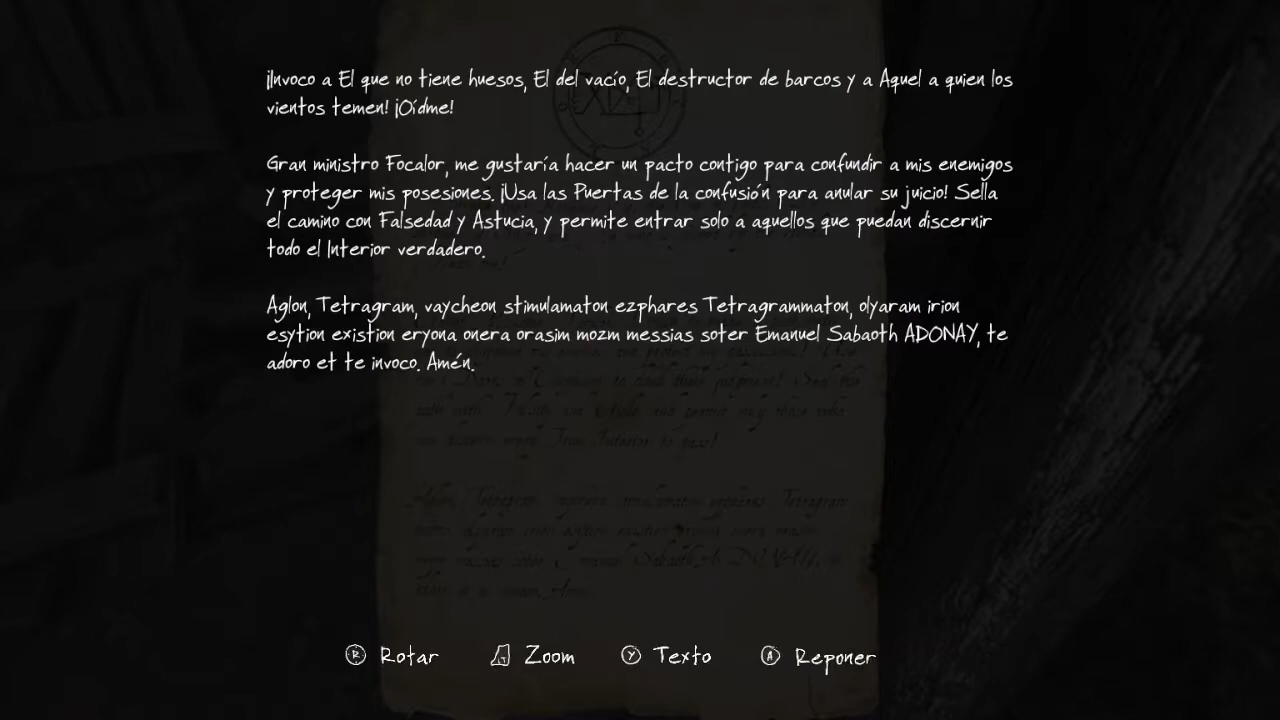 ¡Invoco a El que no tiene huesos, El del vacío, El destructor de barcos y a Aquel a quien los
vientos temen! ¡Oídme!
Gran ministro Focalor, me gustaría hacer un pacto contigo para confundir a mis enemigos
y proteger mis posesiones. ¡Usa las Puertas de la confusión para anular su juicio! Sella
el camino con Falsedad y Astucia, y permite entrar solo a aquellos que puedan discernir
todo el Interior verdadero.
Aglon, Tetragram, vaycheon stimulamaton ezphares Tetragrammaton, olyaram irion
esytion existion eryona onera orasim mozm messias soter Emanuel Sabaoth ADONAY, te
adoro et te invoco. Amén.
R Rotar L Zoom Y Texto A Reponer